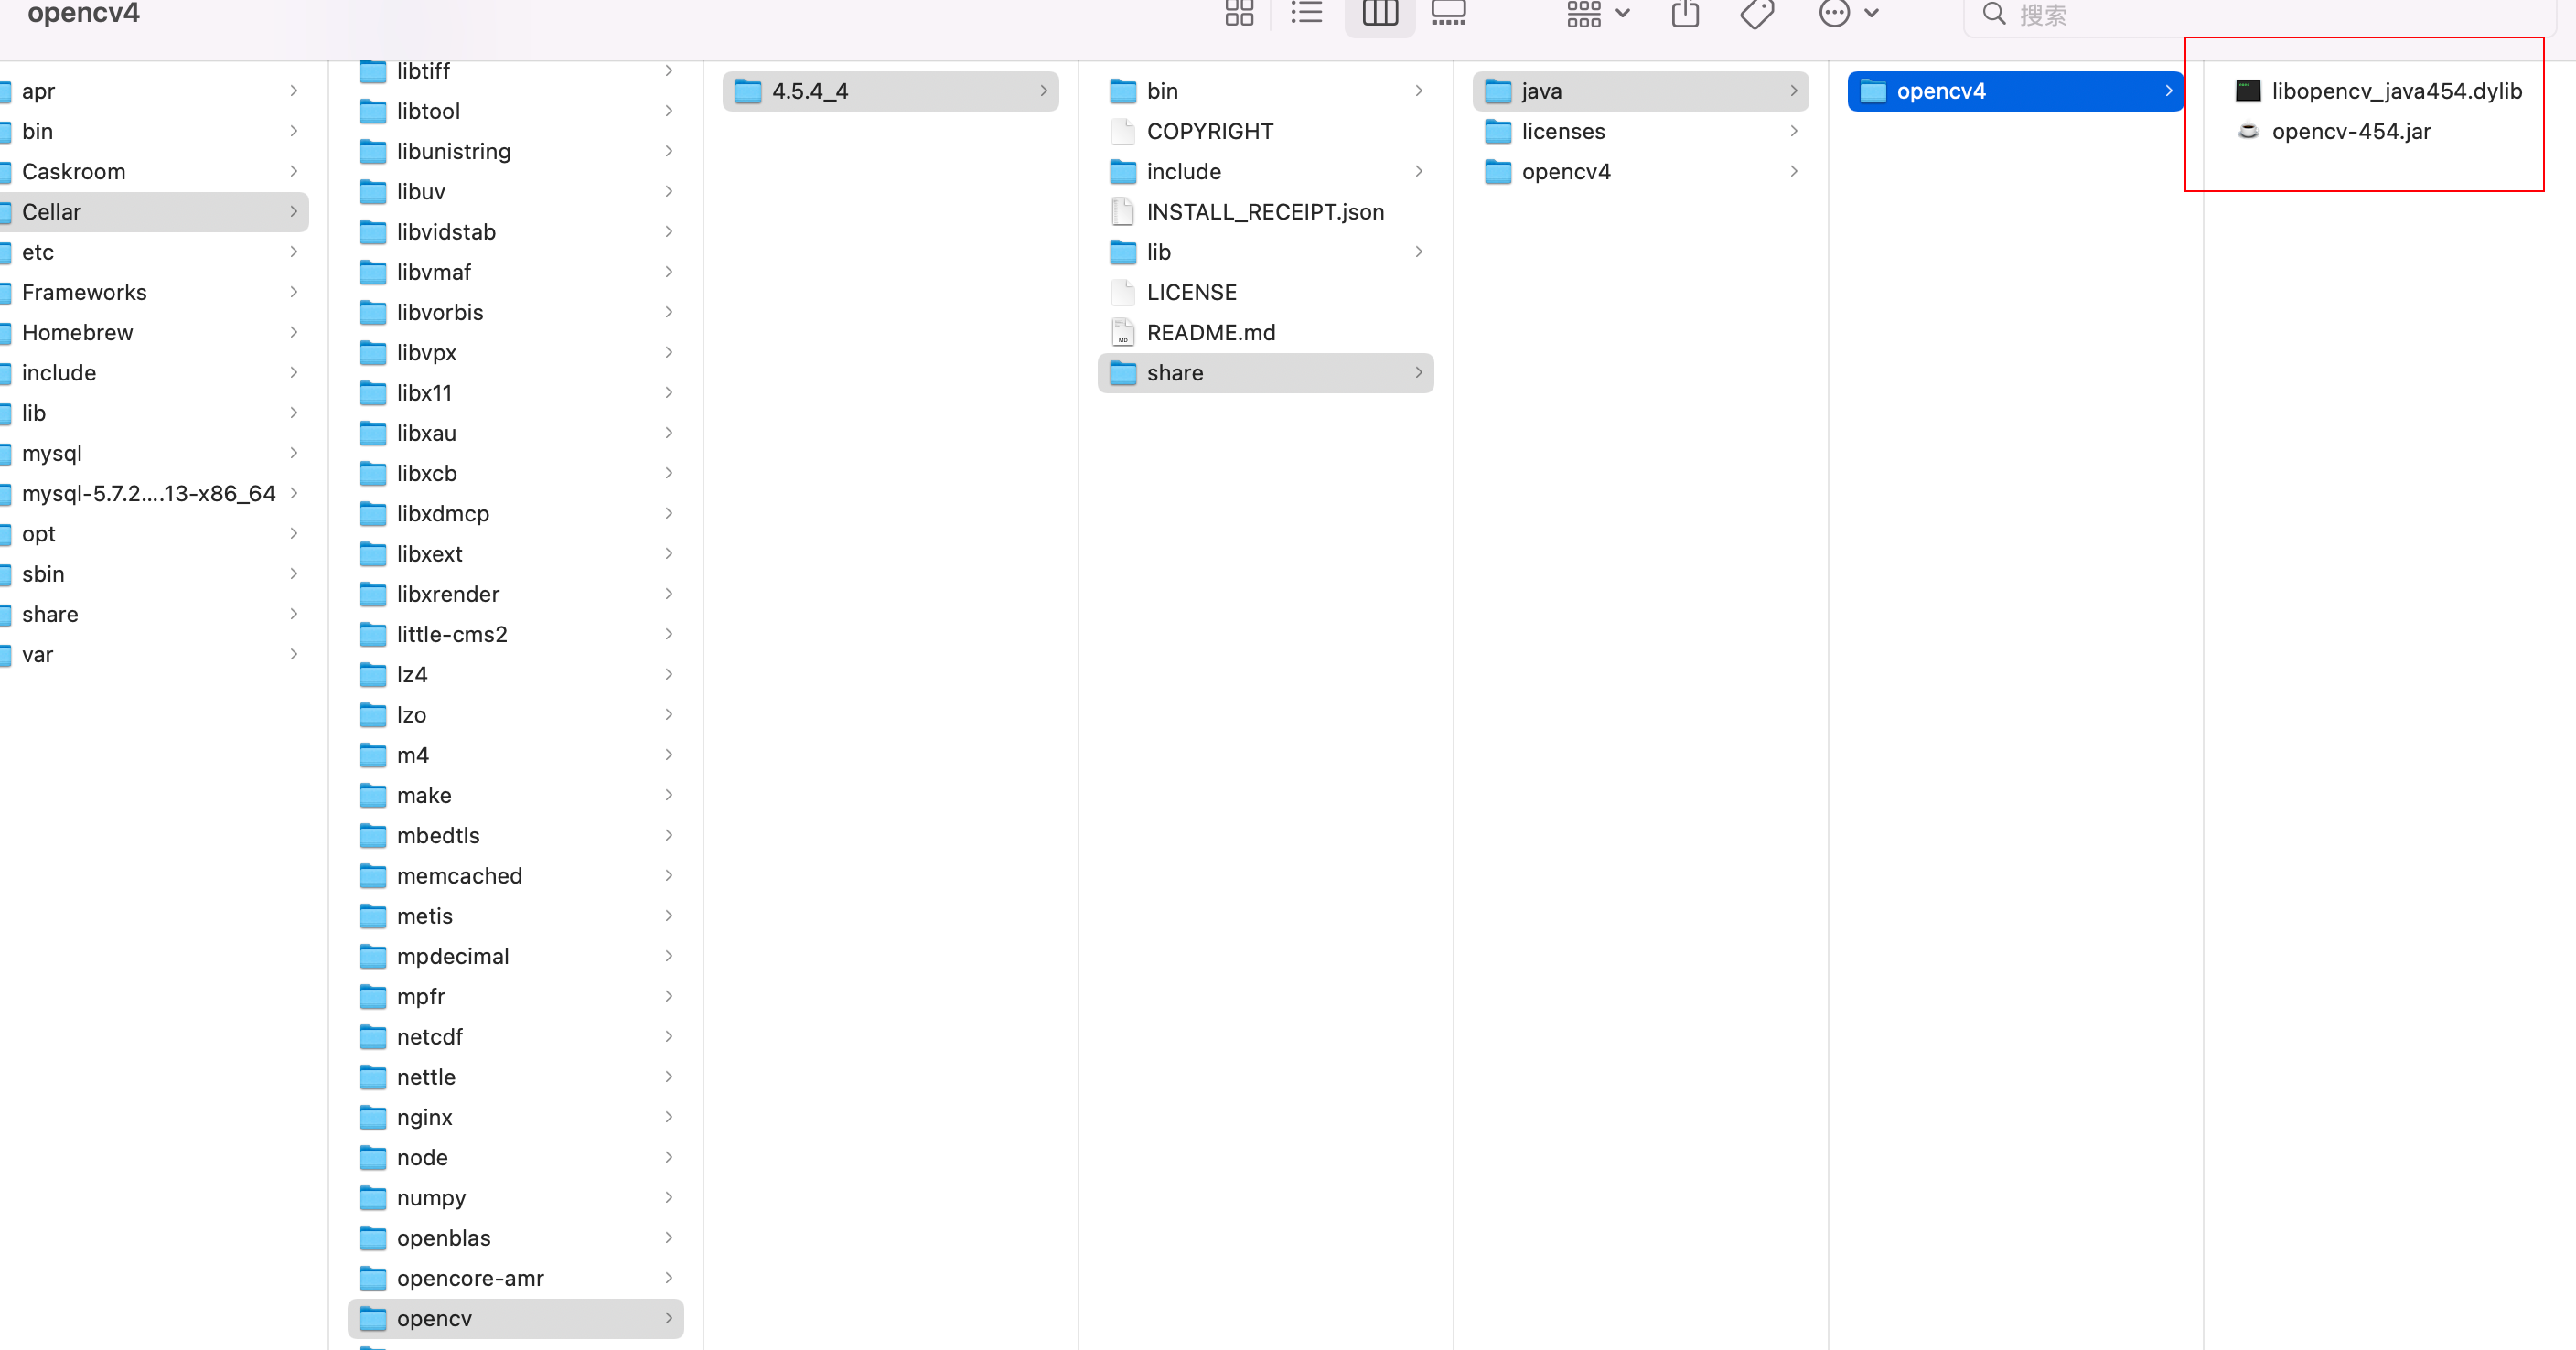 opencv4
搜索
apr
bin
Caskroom
Cellar
etc
Frameworks
Homebrew
include
lib
mysql
mysql-5.7.2....13-x86_64
opt
sbin
share
var
libtiff
libtool
libunistring
libuv
libvidstab
libvmaf
libvorbis
libvpx
libx11
libxau
libxcb
libxdmcp
libxext
libxrender
little-cms2
lz4
lzo
m4
make
mbedtls
memcached
metis
mpdecimal
mpfr
netcdf
nettle
nginx
node
numpy
openblas
opencore-amr
opencv
4.5.4_4
bin
COPYRIGHT
include
INSTALL_RECEIPT.json
lib
LICENSE
README.md
share
java
licenses
opencv4
opencv4
libopencv_java454.dylib
opencv-454.jar